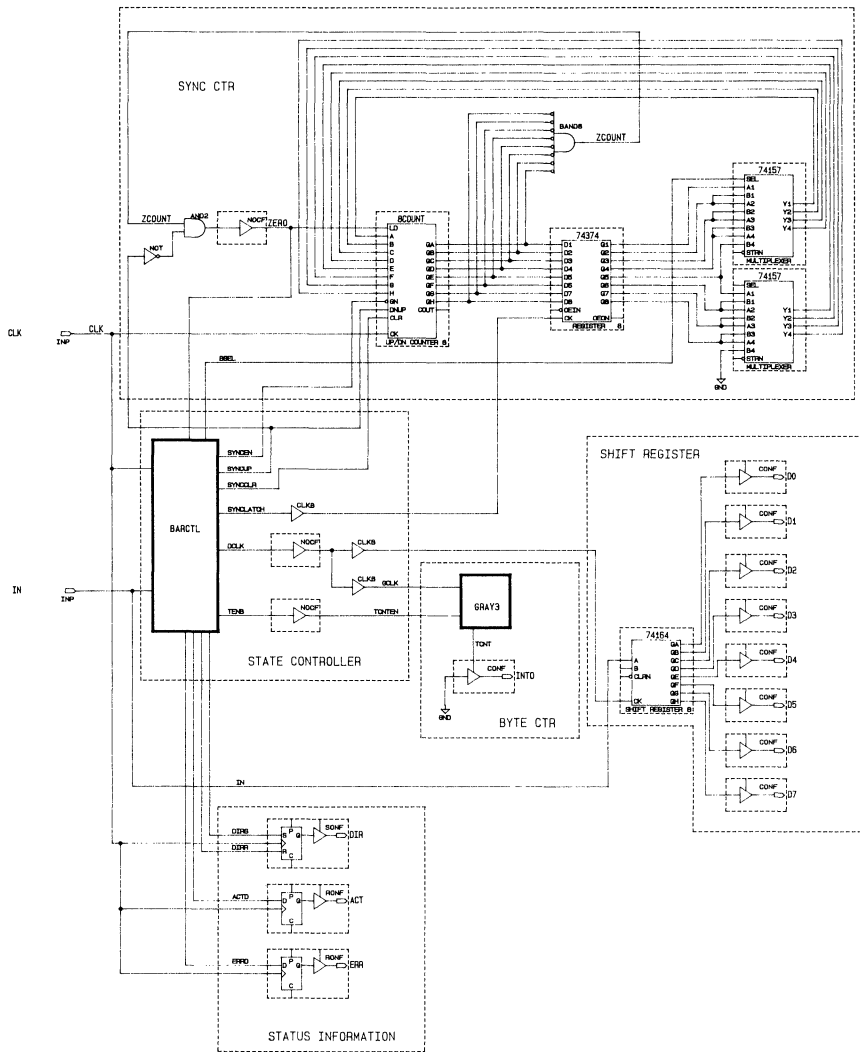 SYNC CTR
BAND8
ZCOUNT
ZCOUNT
AND2
NOCF
ZERO
NOT
8COUNT
LD
A
B
C
D
E
F
G
H
GN
DNUP
CLR
CK
QA
QB
QC
QD
QE
QF
QG
QH
COUT
UP/DN COUNTER 8
74374
D1
D2
D3
D4
D5
D6
D7
D8
OEIN
CK
Q1
Q2
Q3
Q4
Q5
Q6
Q7
Q8
REGISTER 8
74157
SEL
A1
B1
A2
B2
A3
B3
A4
B4
STRN
Y1
Y2
Y3
Y4
MULTIPLEXER
74157
SEL
A1
B1
A2
B2
A3
B3
A4
B4
STRN
Y1
Y2
Y3
Y4
MULTIPLEXER
GND
CLK
INP
CLK
BSEL
IN
INP
BARCTL
SYNCEN
SYNCUP
SYNCCLR
SYNCLATCH
CLKB
DCLK
NOCF
CLKB
CLKB
GCLK
TENB
NOCF
TCNTEN
STATE CONTROLLER
GRAY3
TCNT
CONF
INTO
GND
BYTE CTR
SHIFT REGISTER
74164
A
B
CLRN
CK
QA
QB
QC
QD
QE
QF
QG
QH
SHIFT REGISTER 8
CONF
D0
CONF
D1
CONF
D2
CONF
D3
CONF
D4
CONF
D5
CONF
D6
CONF
D7
IN
DIRS
DIRR
S
R
P
Q
C
SONF
DIR
ACTD
D
P
Q
C
RONF
ACT
ERRD
D
P
Q
C
RONF
ERR
STATUS INFORMATION